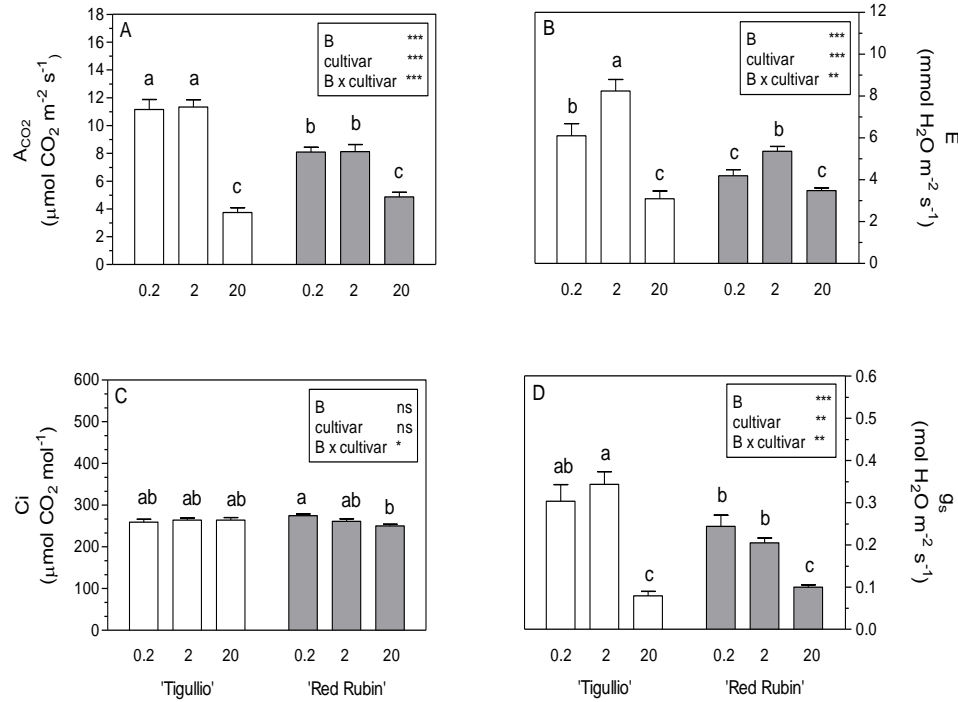 A
B ***
cultivar ***
B x cultivar ***
18
16
14
12
10
8
6
4
2
0
A_CO2
(μmol CO2 m⁻² s⁻¹)
a a c b b c
0.2 2 20 0.2 2 20
B
B ***
cultivar ***
B x cultivar **
12
10
8
6
4
2
0
E
(mmol H2O m⁻² s⁻¹)
b a c c b c
0.2 2 20 0.2 2 20
C
B ns
cultivar ns
B x cultivar *
600
500
400
300
200
100
0
Ci
(μmol CO2 mol⁻¹)
ab ab ab a ab b
0.2 2 20 0.2 2 20
'Tigullio' 'Red Rubin'
D
B ***
cultivar **
B x cultivar **
0.6
0.5
0.4
0.3
0.2
0.1
0.0
gs
(mol H2O m⁻² s⁻¹)
ab a c b b c
0.2 2 20 0.2 2 20
'Tigullio' 'Red Rubin'